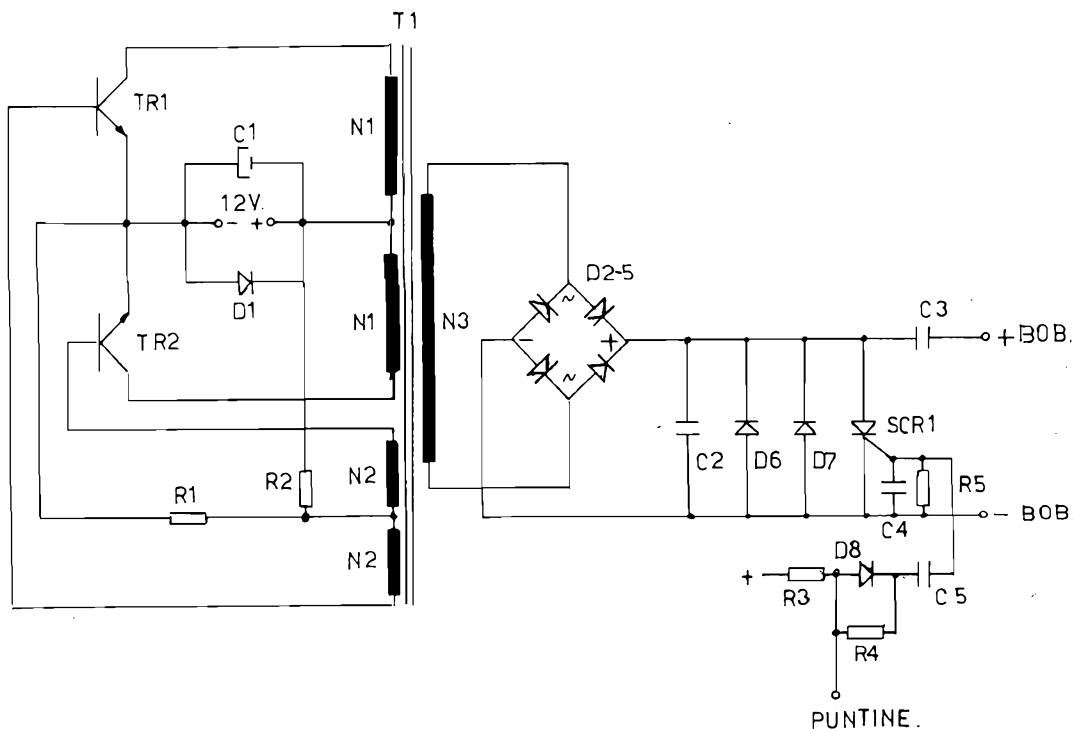 T1
TR1
C1
N1
12V.
- +
D1
N1
N3
D2-5
~
- +
~
C3
+ BOB.
TR2
SCR1
C2
D6
D7
R5
R2
N2
R1
C4
- BOB
N2
D8
+
R3
C5
R4
PUNTINE.